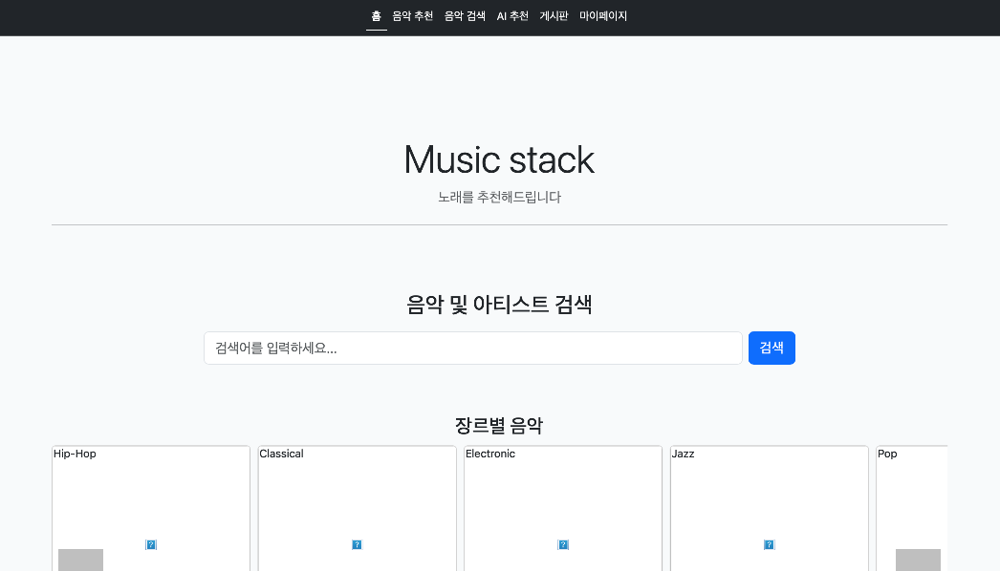 홈 음악 추천 음악 검색 AI 추천 게시판 마이페이지
Music stack
노래를 추천해드립니다
음악 및 아티스트 검색
검색어를 입력하세요... 검색
장르별 음악
Hip-Hop Classical Electronic Jazz Pop
? ? ? ?